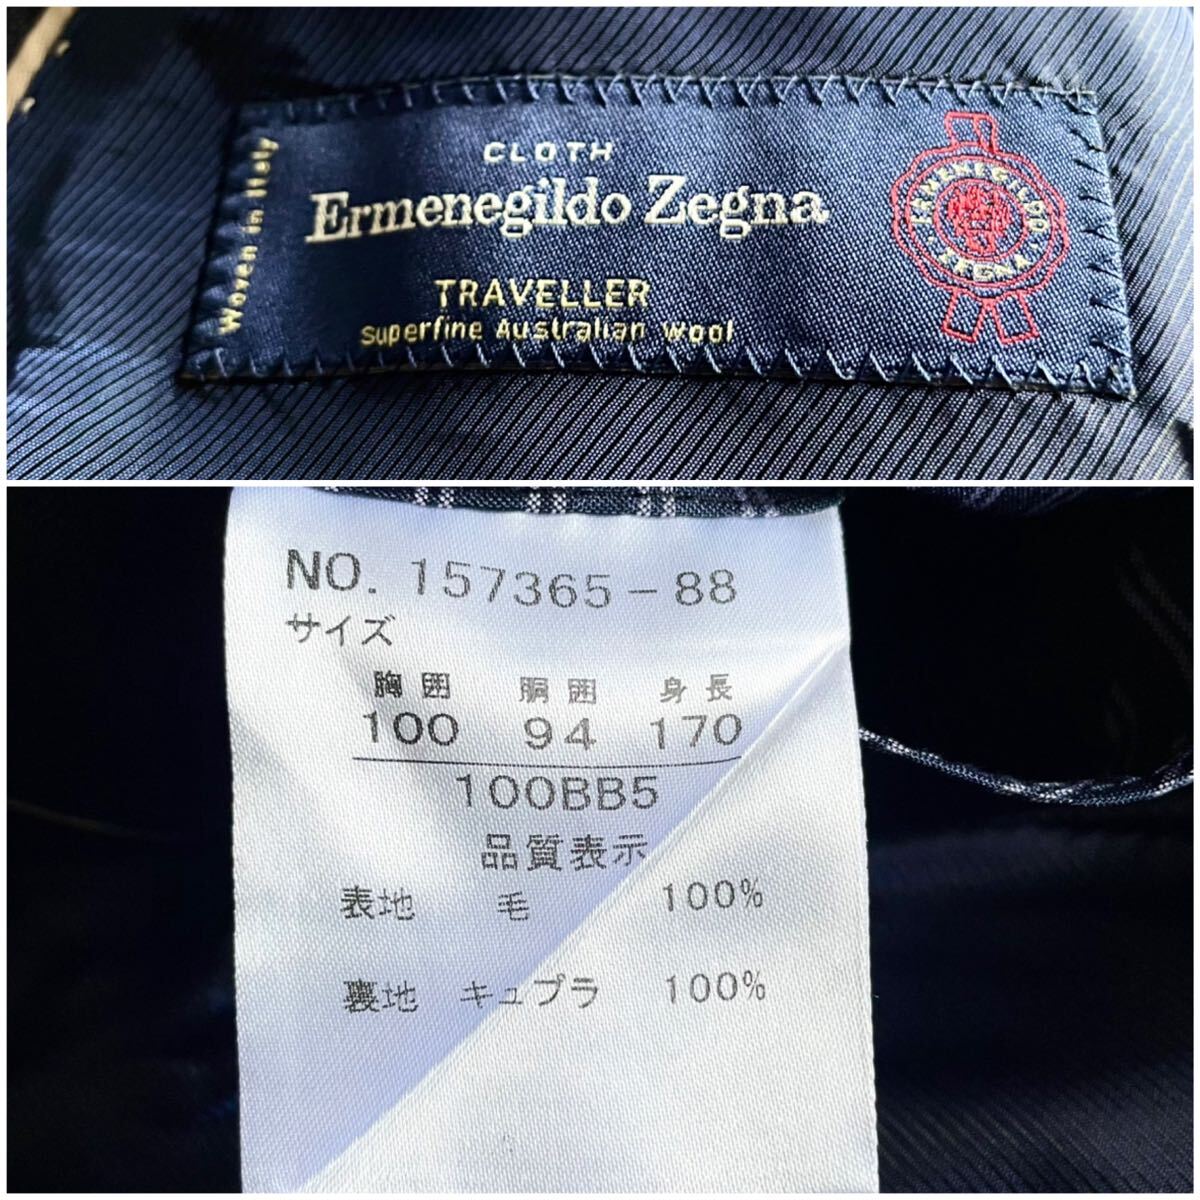 CLOTH
Ermenegildo Zegna
TRAVELLER
Superfine Australian wool
Woven in Italy
ERMENEGILDO
ZEGNA
NO. 157365-88
サイズ
胸囲 胴囲 身長
100 94 170
100BB5
品質表示
表地 毛 100%
裏地 キュプラ 100%